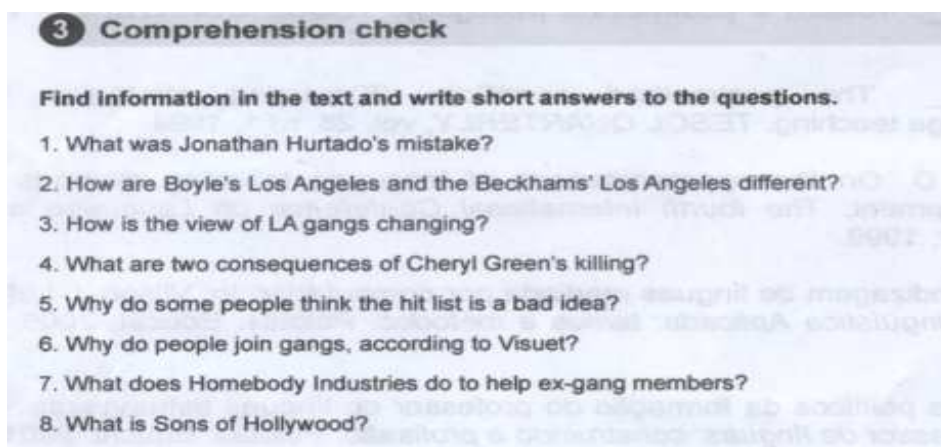 3 Comprehension check
Find information in the text and write short answers to the questions.
1. What was Jonathan Hurtado's mistake?
2. How are Boyle's Los Angeles and the Beckhams' Los Angeles different?
3. How is the view of LA gangs changing?
4. What are two consequences of Cheryl Green's killing?
5. Why do some people think the hit list is a bad idea?
6. Why do people join gangs, according to Visuet?
7. What does Homebody Industries do to help ex-gang members?
8. What is Sons of Hollywood?